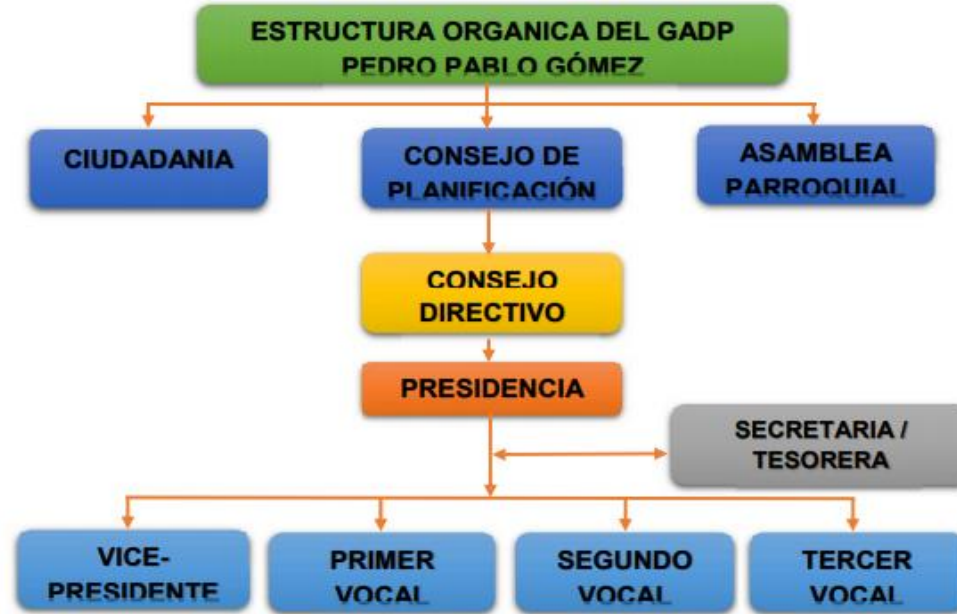 ESTRUCTURA ORGANICA DEL GADP
PEDRO PABLO GÓMEZ
CIUDADANIA
CONSEJO DE
PLANIFICACIÓN
ASAMBLEA
PARROQUIAL
CONSEJO
DIRECTIVO
PRESIDENCIA
SECRETARIA /
TESORERA
VICE-
PRESIDENTE
PRIMER
VOCAL
SEGUNDO
VOCAL
TERCER
VOCAL